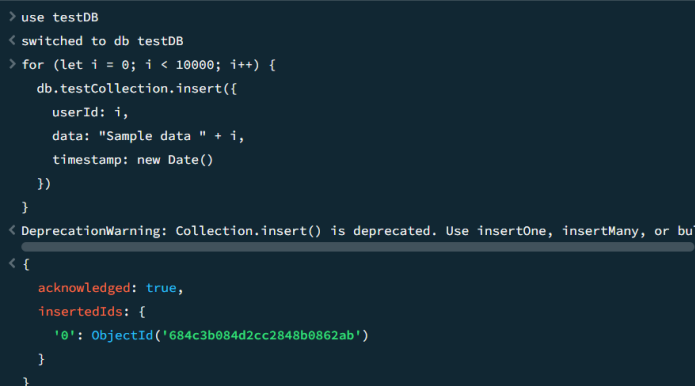 > use testDB
< switched to db testDB
> for (let i = 0; i < 10000; i++) {
    db.testCollection.insert({
      userId: i,
      data: "Sample data " + i,
      timestamp: new Date()
    })
  }
< DeprecationWarning: Collection.insert() is deprecated. Use insertOne, insertMany, or
< {
    acknowledged: true,
    insertedIds: {
      '0': ObjectId('684c3b084d2cc2848b0862ab')
    }
  }